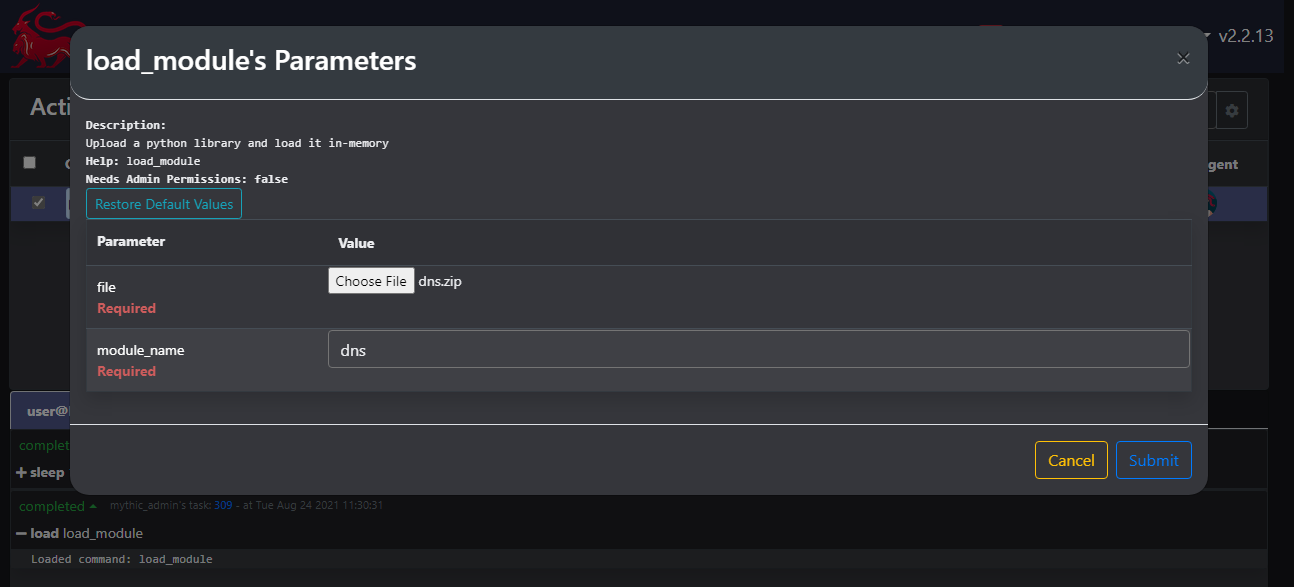 v2.2.13
load_module's Parameters
×
Acti
Description:
Upload a python library and load it in-memory
Help: load_module
Needs Admin Permissions: false
gent
Restore Default Values
Parameter Value
file Choose File dns.zip
Required
module_name dns
Required
user@
complet
Cancel Submit
sleep
completed mythic_admin's task: 309 - at Tue Aug 24 2021 11:30:31
load load_module
Loaded command: load_module